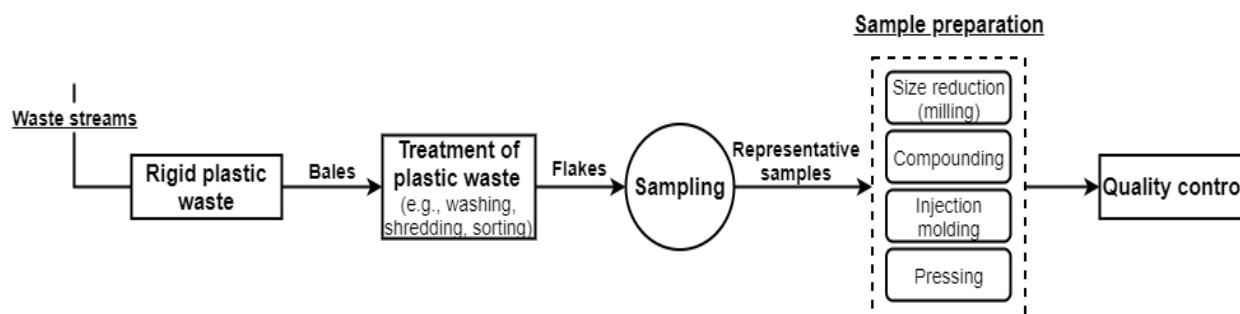 Sample preparation
Waste streams
Rigid plastic
waste
Bales
Treatment of
plastic waste
(e.g., washing,
shredding, sorting)
Flakes
Sampling
Representative
samples
Size reduction
(milling)
Compounding
Injection
molding
Pressing
Quality contro